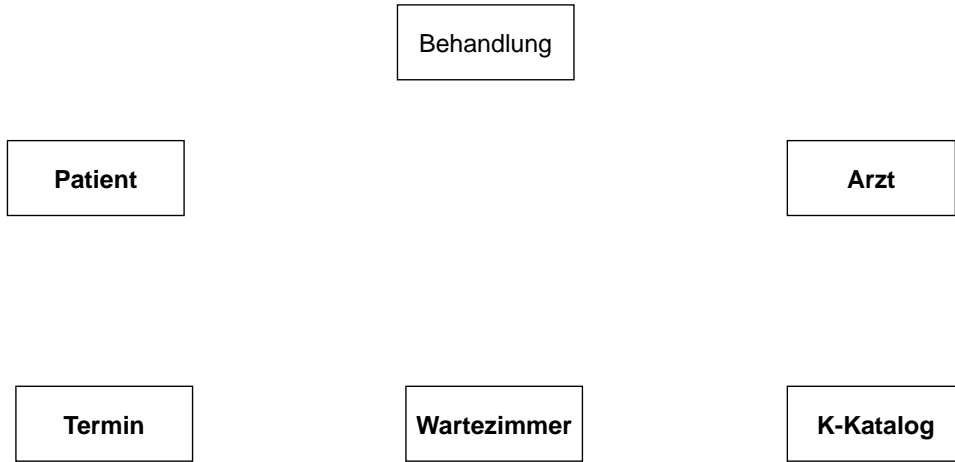 Behandlung
Patient
Arzt
Termin
Wartezimmer
K-Katalog